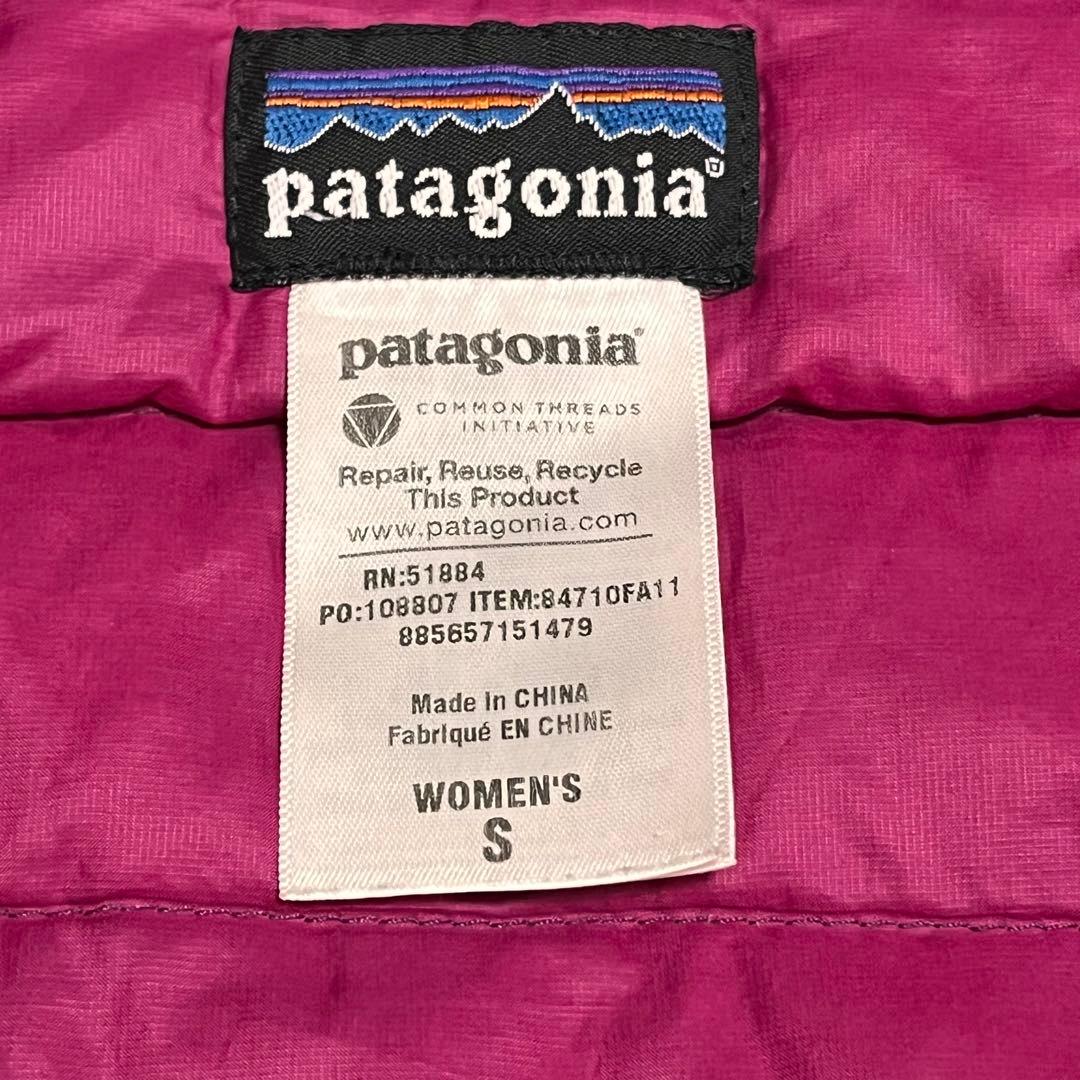 patagonia®
patagonia®
COMMON THREADS
INITIATIVE
Repair, Reuse, Recycle
This Product
www.patagonia.com
RN:51884
PO:108807 ITEM:84710FA11
885657151479
Made in CHINA
Fabriqué EN CHINE
WOMEN'S
S